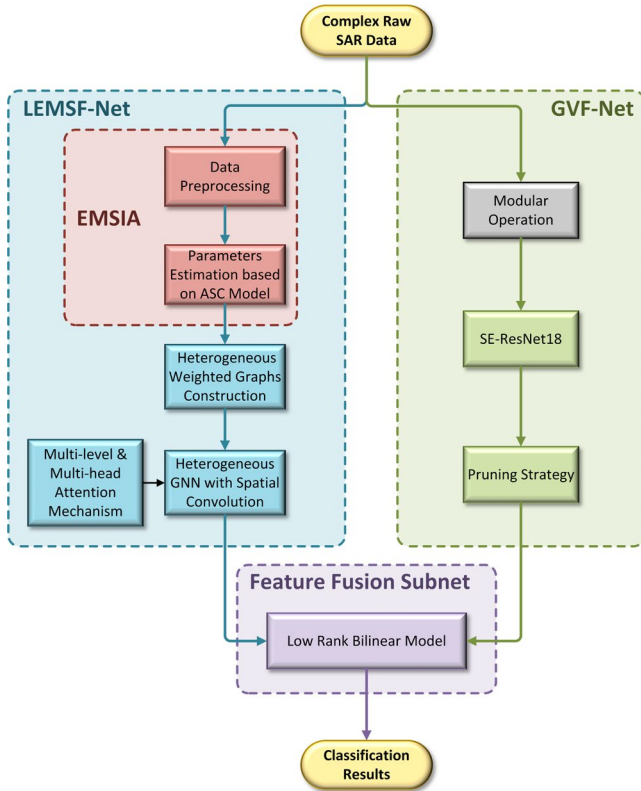 Complex Raw
SAR Data
LEMSF-Net
GVF-Net
EMSIA
Data
Preprocessing
Parameters
Estimation based
on ASC Model
Heterogeneous
Weighted Graphs
Construction
Multi-level &
Multi-head
Attention
Mechanism
Heterogeneous
GNN with Spatial
Convolution
Modular
Operation
SE-ResNet18
Pruning Strategy
Feature Fusion Subnet
Low Rank Bilinear Model
Classification
Results